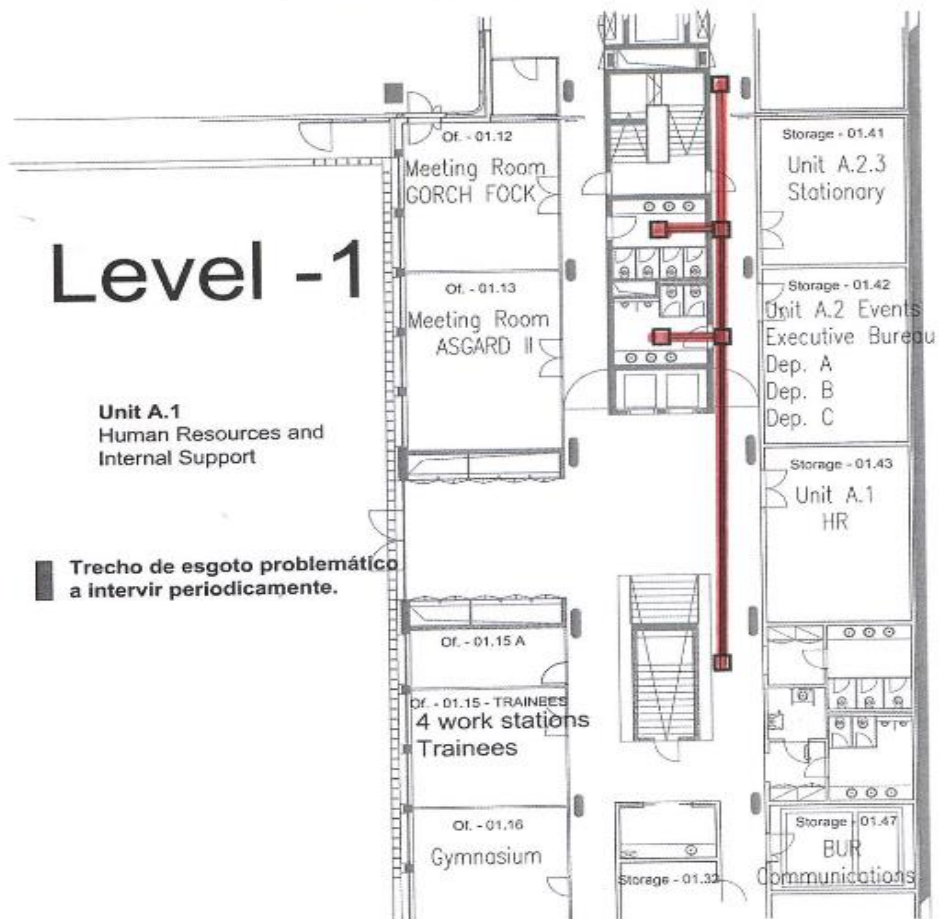 Level -1
Unit A.1
Human Resources and
Internal Support
Trecho de esgoto problemático
a intervir periodicamente.
Of. - 01.12
Meeting Room
GORCH FOCK
Of. - 01.13
Meeting Room
ASGARD II
Of. - 01.15 A
Of. - 01.15 - TRAINEES
4 work stations
Trainees
Of. - 01.16
Gymnasium
Storage - 01.32
Storage - 01.41
Unit A.2.3
Stationary
Storage - 01.42
Unit A.2 Events
Executive Bureau
Dep. A
Dep. B
Dep. C
Storage - 01.43
Unit A.1
HR
Storage - 01.47
BUR
Communications